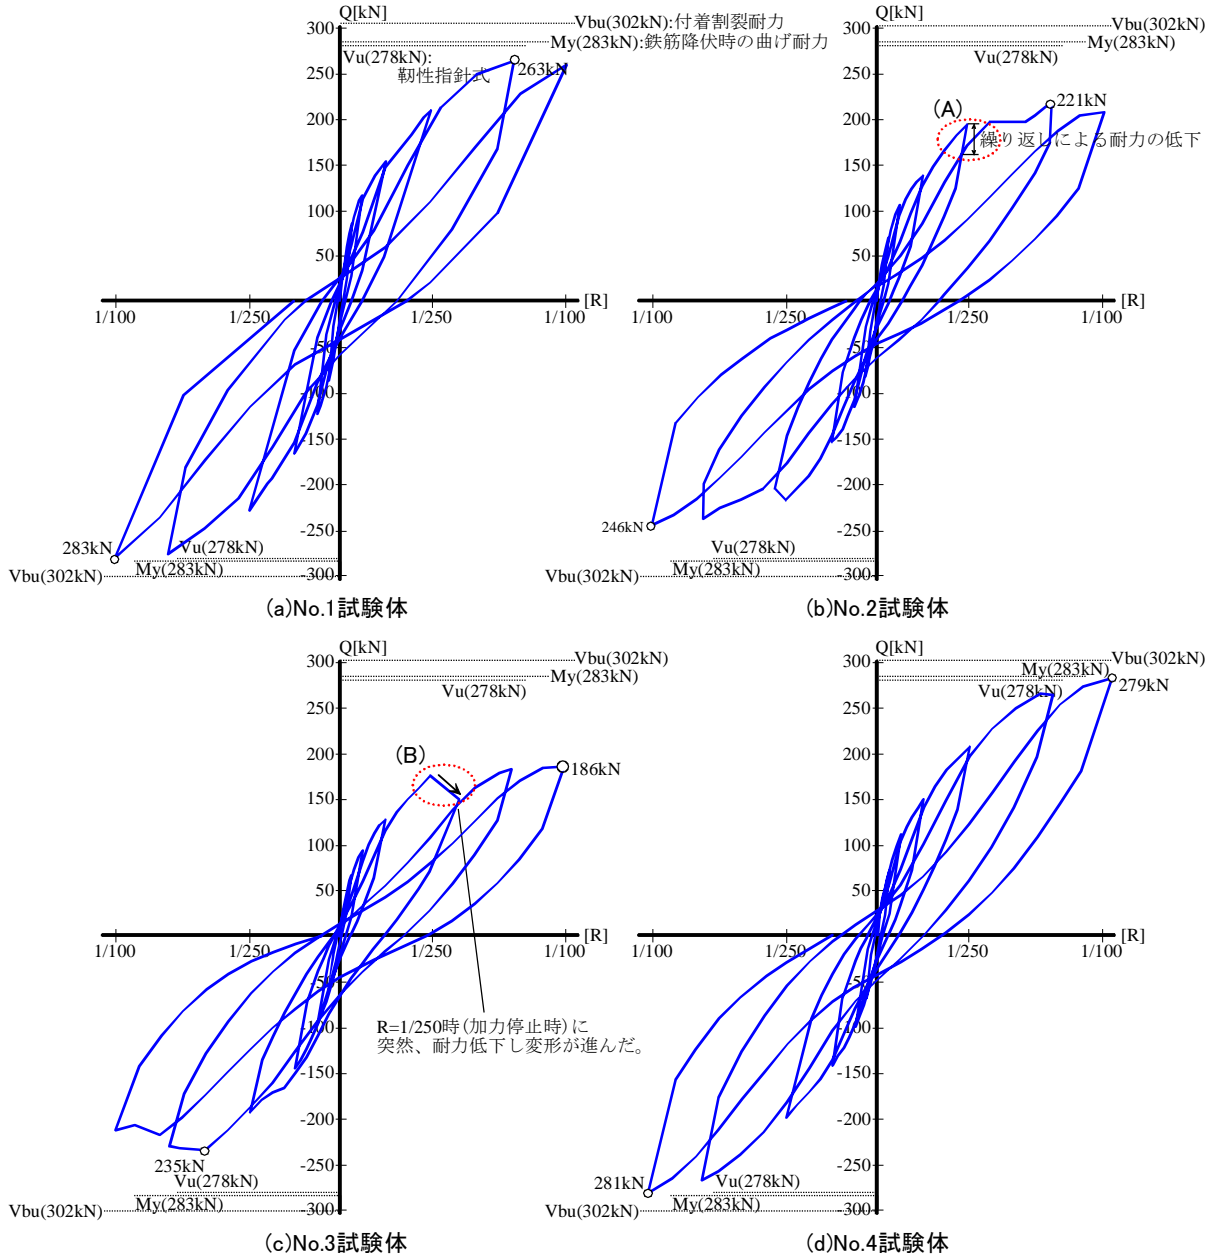 Q[kN]
300
Vbu(302kN):付着割裂耐力
My(283kN):鉄筋降伏時の曲げ耐力
Vu(278kN):
靭性指針式
250
263kN
200
150
100
50
[R]
1/100
1/250
1/250
1/100
-50
-100
-150
-200
-250
283kN
Vu(278kN)
My(283kN)
Vbu(302kN)
-300
(a)No.1試験体
Q[kN]
300
Vbu(302kN)
My(283kN)
Vu(278kN)
250
221kN
(A)
200
繰り返しによる耐力の低下
150
100
50
[R]
1/100
1/250
1/250
1/100
-50
-100
-150
-200
-250
246kN
Vu(278kN)
My(283kN)
Vbu(302kN)
-300
(b)No.2試験体
Q[kN]
300
Vbu(302kN)
My(283kN)
Vu(278kN)
250
200
(B)
186kN
150
100
50
[R]
1/100
1/250
1/250
1/100
-50
-100
R=1/250時(加力停止時)に
突然、耐力低下し変形が進んだ。
-150
-200
-250
235kN
Vu(278kN)
My(283kN)
Vbu(302kN)
-300
(c)No.3試験体
Q[kN]
300
Vbu(302kN)
My(283kN)
Vu(278kN)
279kN
250
200
150
100
50
[R]
1/100
1/250
1/250
1/100
-50
-100
-150
-200
-250
281kN
Vu(278kN)
My(283kN)
Vbu(302kN)
-300
(d)No.4試験体